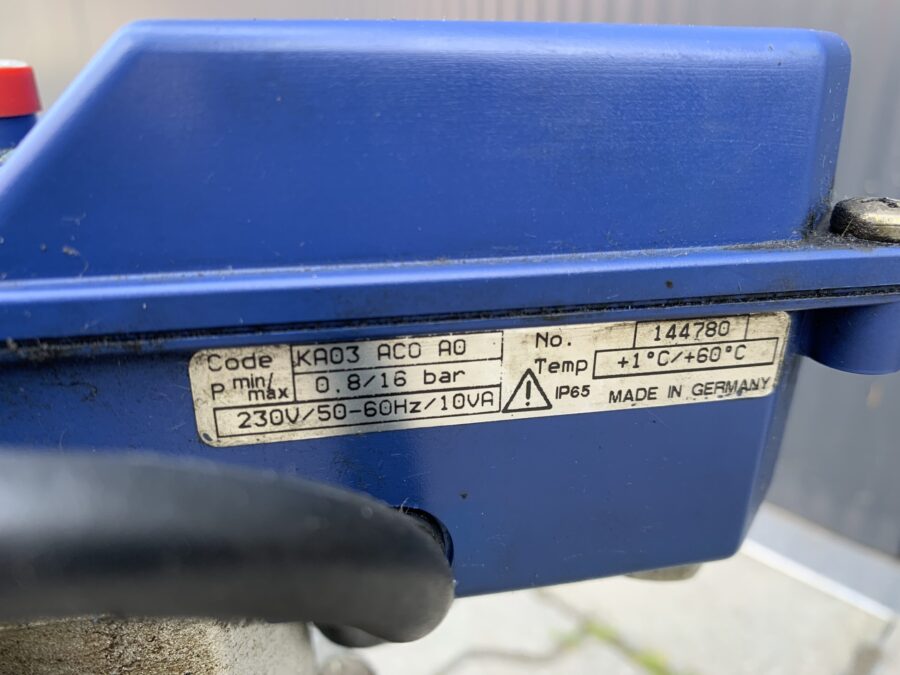 Code KA03 AC0 A0
P min/max 0.8/16 bar
230V/50-60Hz/10VA
No. 144780
Temp +1°C/+60°C
IP65 MADE IN GERMANY